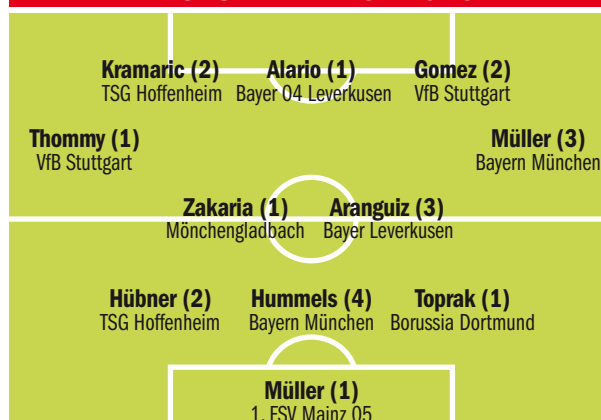 Kramaric (2) Alario (1) Gomez (2)
TSG Hoffenheim Bayer 04 Leverkusen VfB Stuttgart
Thommy (1) Müller (3)
VfB Stuttgart Bayern München
Zakaria (1) Aranguiz (3)
Mönchengladbach Bayer Leverkusen
Hübner (2) Hummels (4) Toprak (1)
TSG Hoffenheim Bayern München Borussia Dortmund
Müller (1)
1. FSV Mainz 05